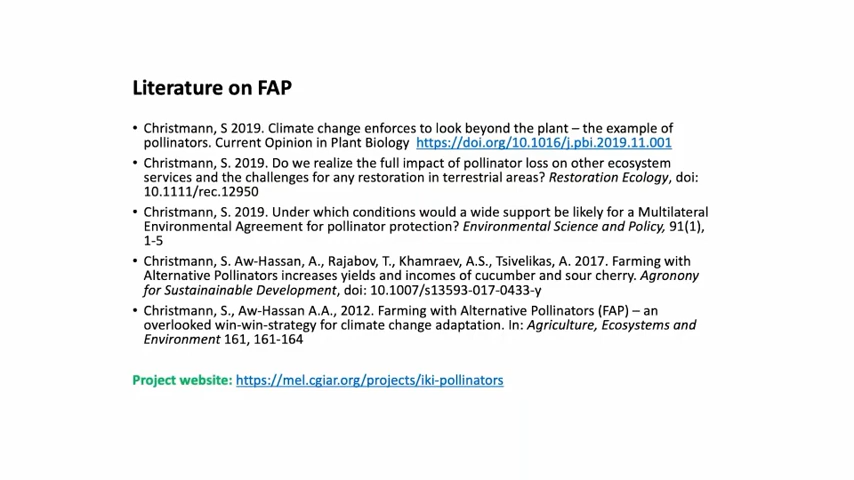 Literature on FAP
• Christmann, S 2019. Climate change enforces to look beyond the plant – the example of
pollinators. Current Opinion in Plant Biology https://doi.org/10.1016/j.pbi.2019.11.001
• Christmann, S. 2019. Do we realize the full impact of pollinator loss on other ecosystem
services and the challenges for any restoration in terrestrial areas? Restoration Ecology, doi:
10.1111/rec.12950
• Christmann, S. 2019. Under which conditions would a wide support be likely for a Multilateral
Environmental Agreement for pollinator protection? Environmental Science and Policy, 91(1),
1-5
• Christmann, S. Aw-Hassan, A., Rajabov, T., Khamraev, A.S., Tsivelikas, A. 2017. Farming with
Alternative Pollinators increases yields and incomes of cucumber and sour cherry. Agronony
for Sustainainable Development, doi: 10.1007/s13593-017-0433-y
• Christmann, S., Aw-Hassan A.A., 2012. Farming with Alternative Pollinators (FAP) – an
overlooked win-win-strategy for climate change adaptation. In: Agriculture, Ecosystems and
Environment 161, 161-164
Project website: https://mel.cgiar.org/projects/iki-pollinators